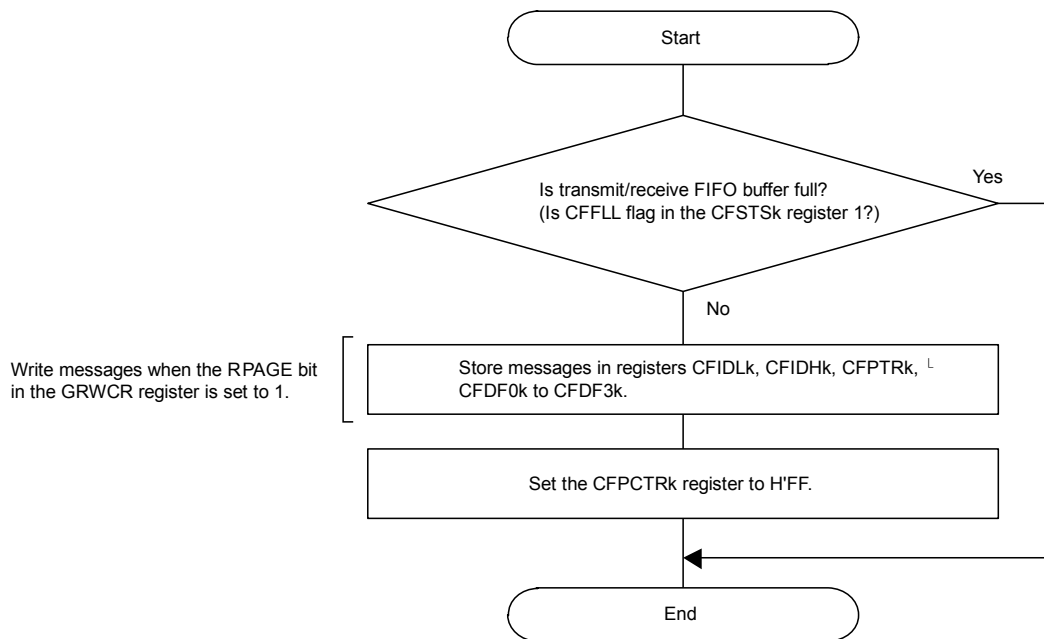 Start
Is transmit/receive FIFO buffer full?
(Is CFFLL flag in the CFSTSk register 1?)
Yes
No
Write messages when the RPAGE bit
in the GRWCR register is set to 1.
Store messages in registers CFIDLk, CFIDHk, CFPTRk, └
CFDF0k to CFDF3k.
Set the CFPCTRk register to H'FF.
End